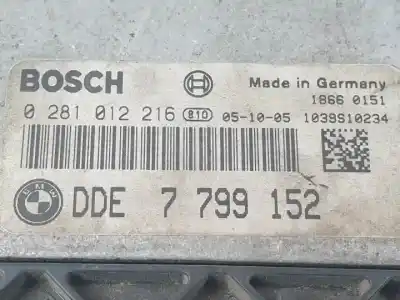 BOSCH Made in Germany
1866 0151
0 281 012 216 810 05-10-05 1039S10234
BMW DDE 7 799 152